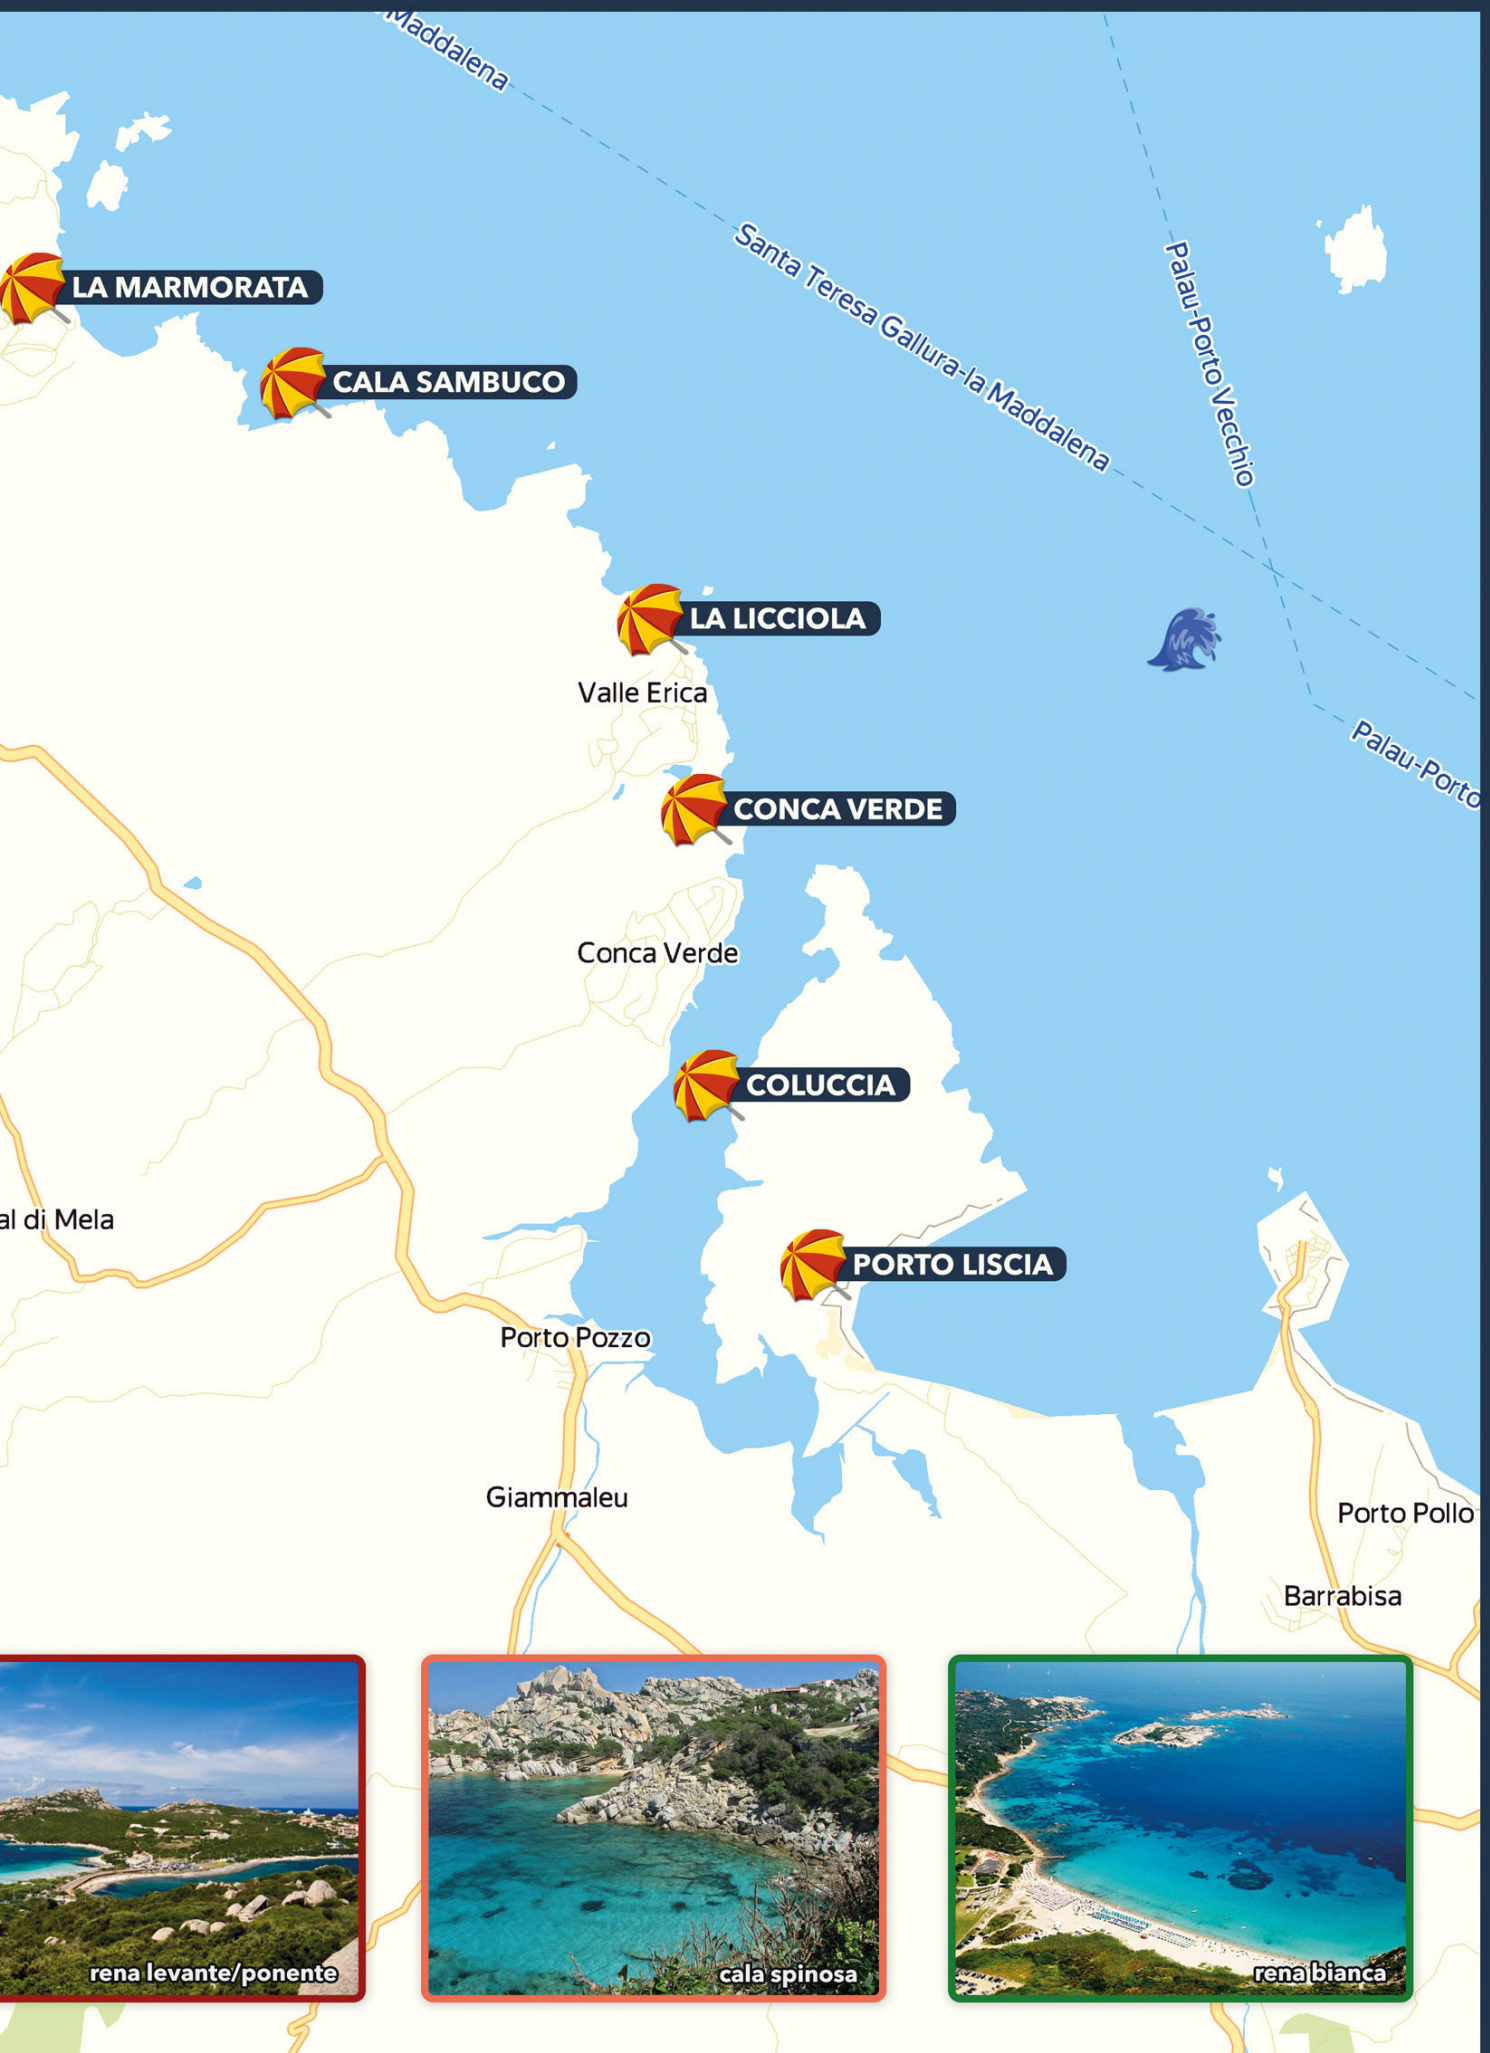 Maddalena
Santa Teresa Gallura-la Maddalena
Palau-Porto Vecchio
LA MARMORATA
CALA SAMBUCO
LA LICCIOLA
Valle Erica
Palau-Porto
CONCA VERDE
Conca Verde
COLUCCIA
al di Mela
PORTO LISCIA
Porto Pozzo
Giammaleu
Porto Pollo
Barrabisa
rena levante/ponente
cala spinosa
rena bianca